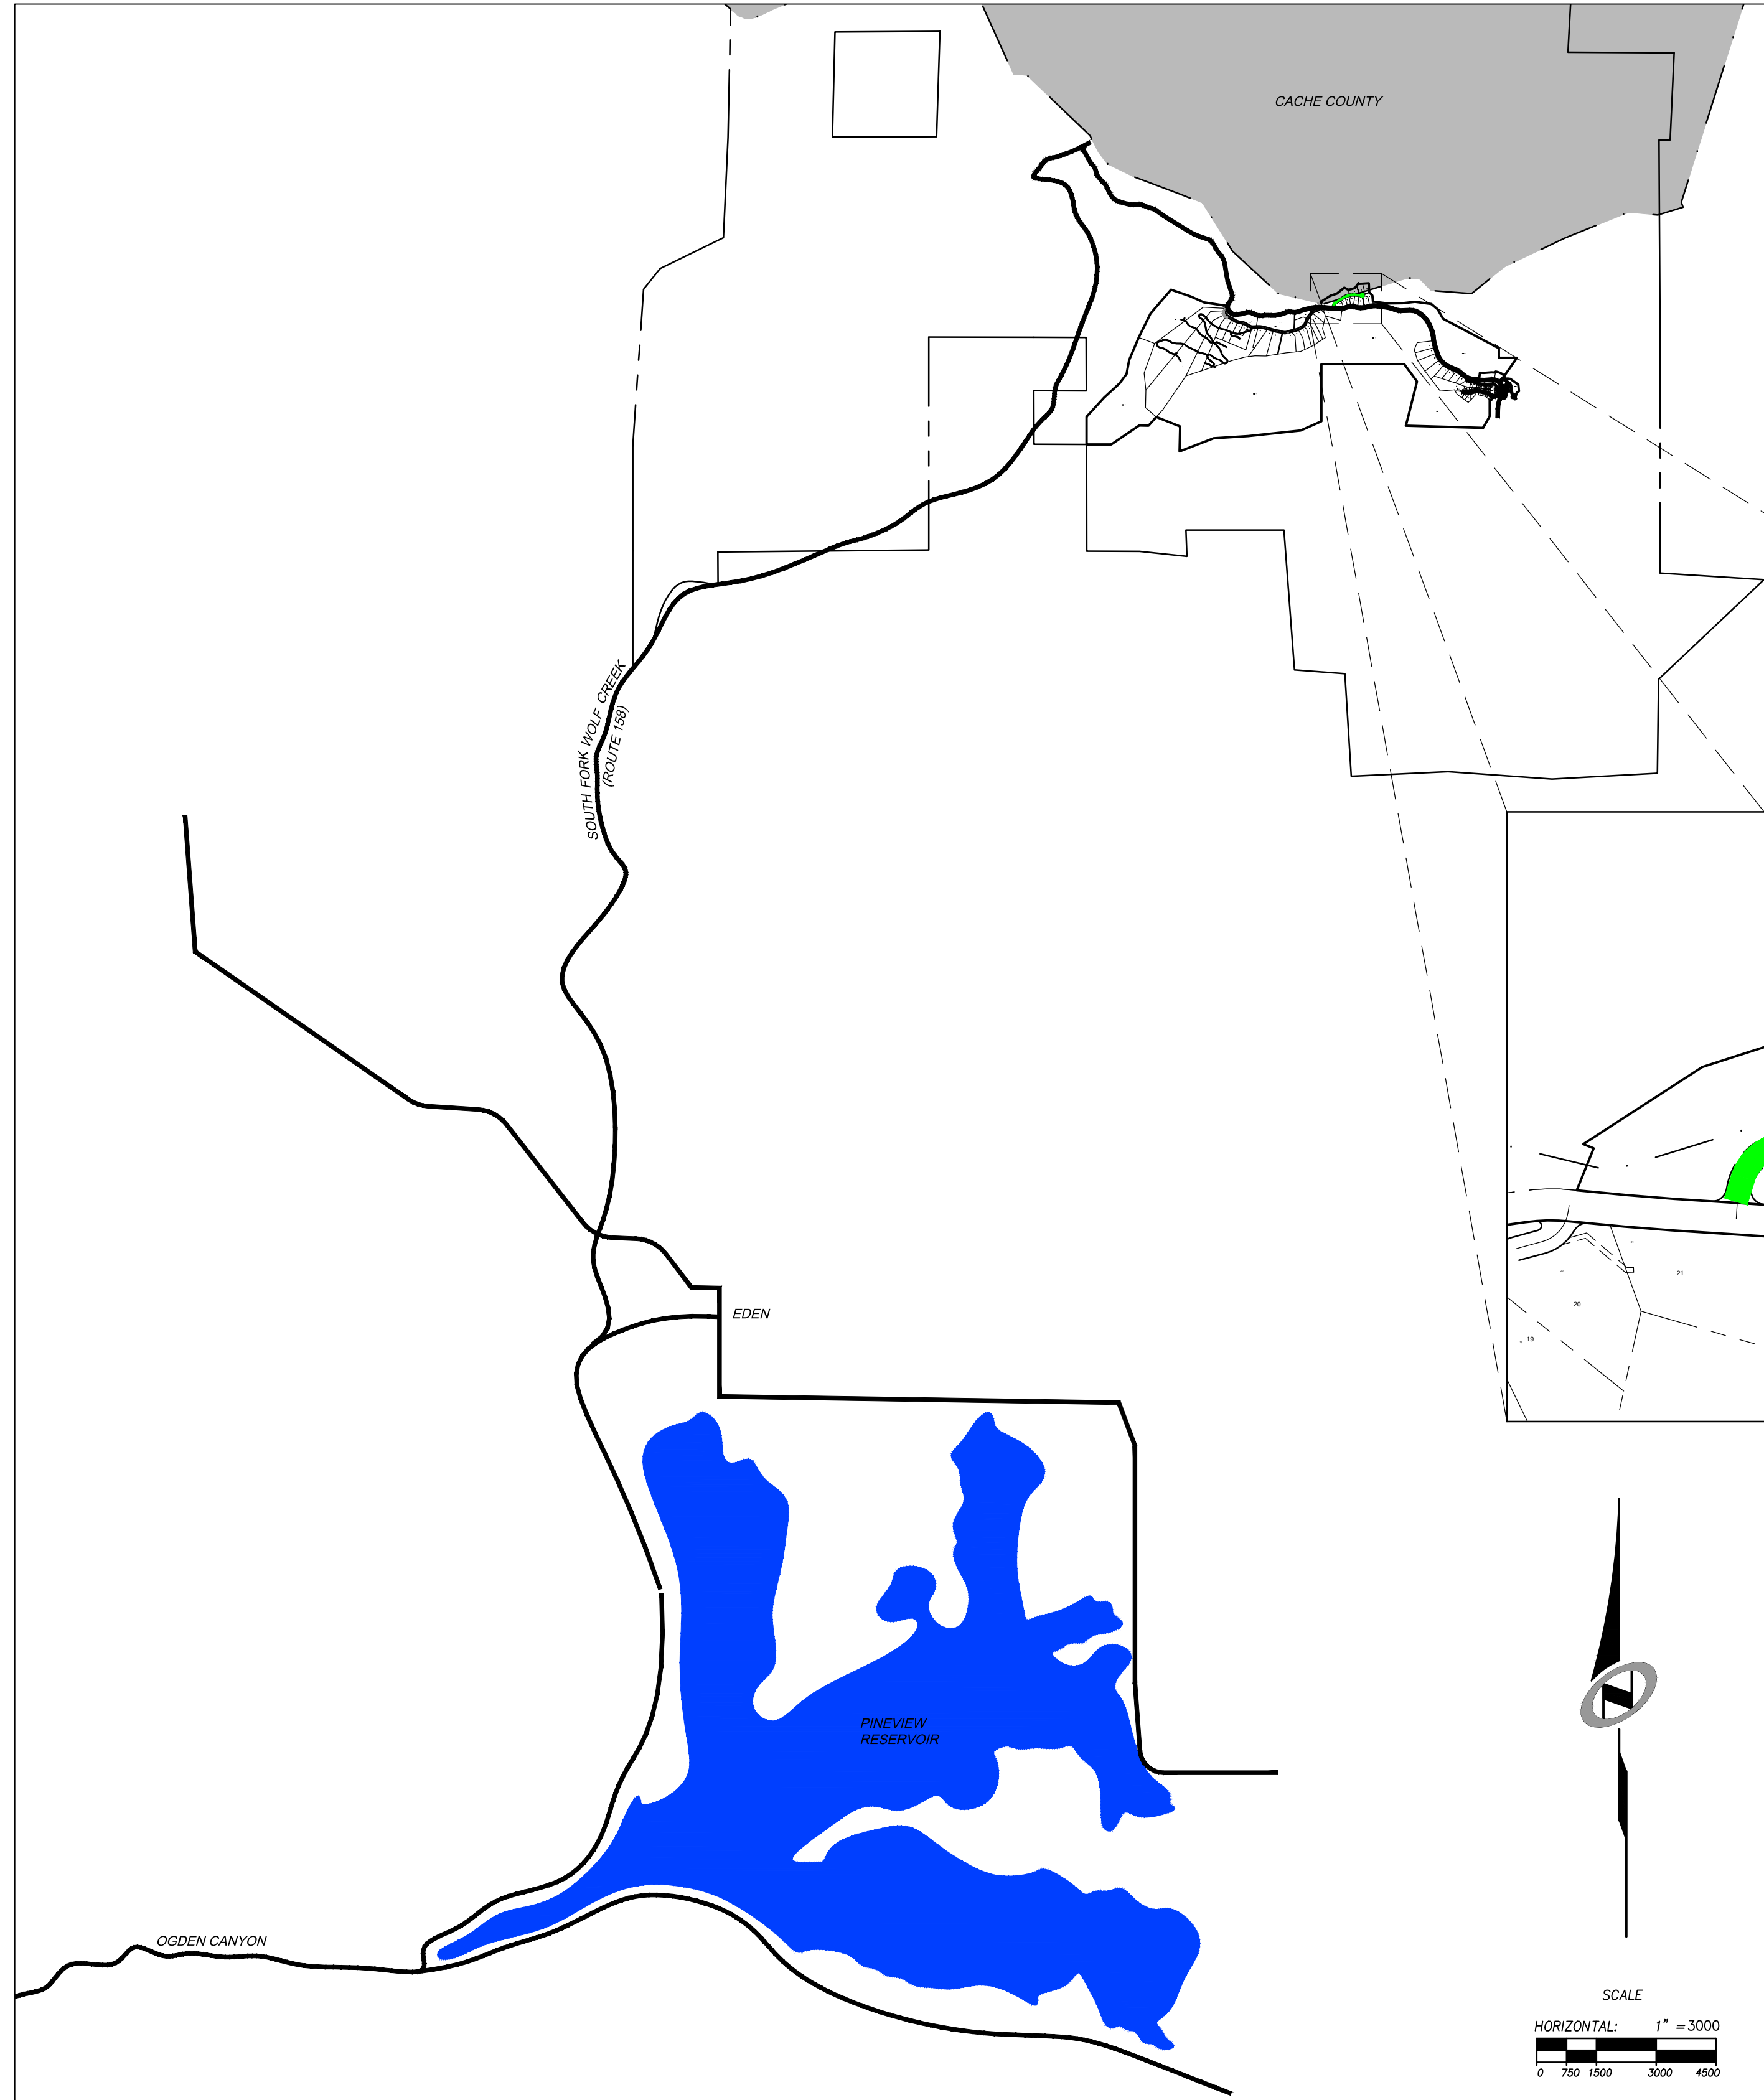 CACHE COUNTY
SOUTH FORK WOLF CREEK
(ROUTE 158)
21
20
19
EDEN
PINEVIEW
RESERVOIR
OGDEN CANYON
N
SCALE
HORIZONTAL: 1" = 3000
0 750 1500 3000 4500